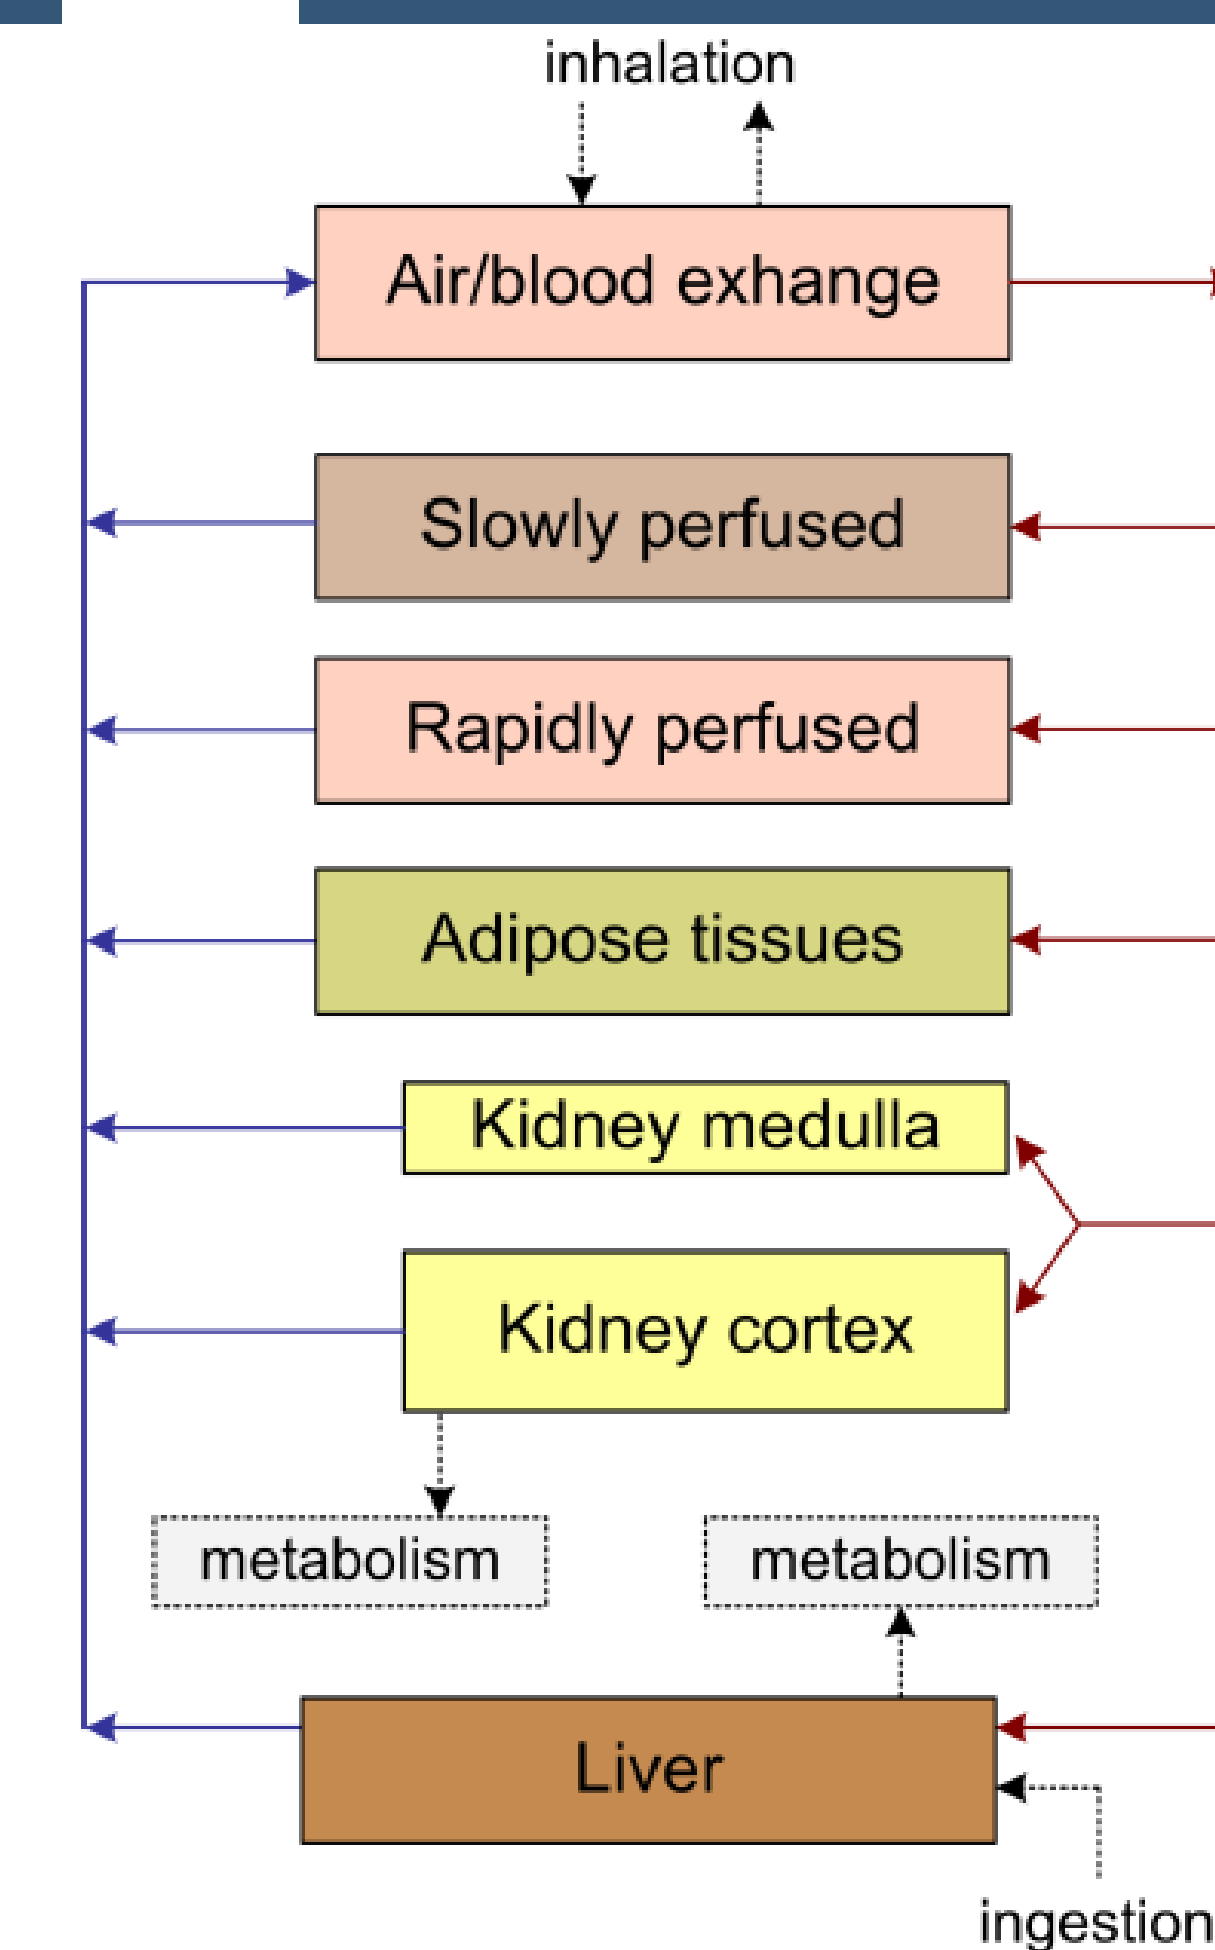 inhalation
Air/blood exhange
Slowly perfused
Rapidly perfused
Adipose tissues
Kidney medulla
Kidney cortex
metabolism
metabolism
Liver
ingestion